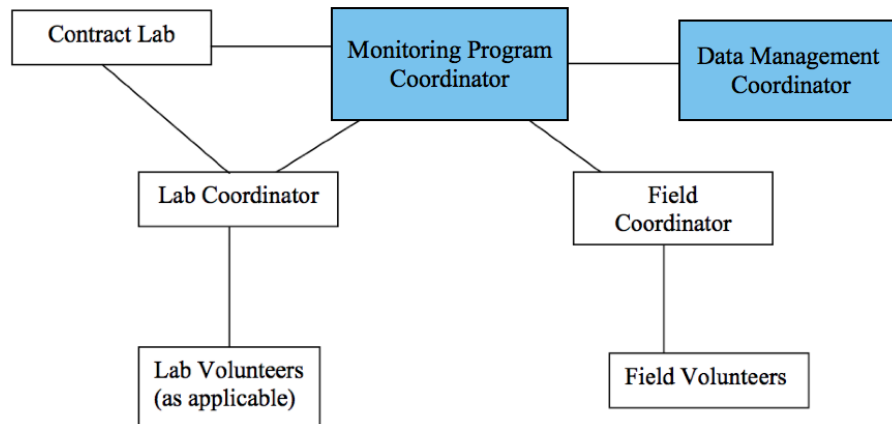 Contract Lab
Monitoring Program
Coordinator
Data Management
Coordinator
Lab Coordinator
Field
Coordinator
Lab Volunteers
(as applicable)
Field Volunteers